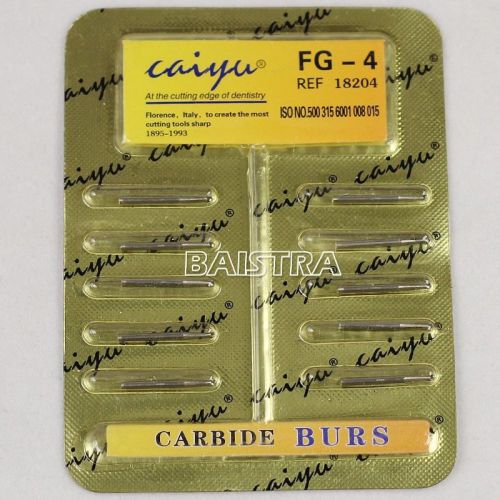 caiyu®
At the cutting edge of dentistry
Florence, Italy, to create the most
cutting tools sharp
1895-1993
FG - 4
REF 18204
ISO NO.500 315 6001 008 015
caiyu®
caiyu®
caiyu®
caiyu®
BAISTRA
caiyu®
caiyu®
caiyu®
caiyu®
CARBIDE BURS